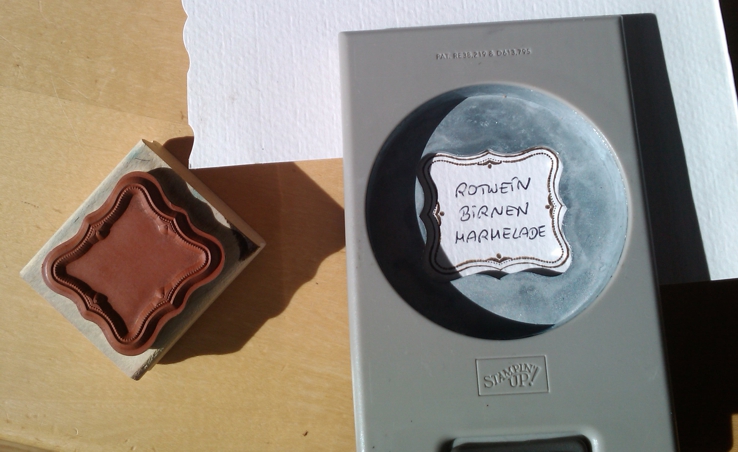 ROTWEIN
BIRNEN
MARMELADE
STAMPIN'
UP!